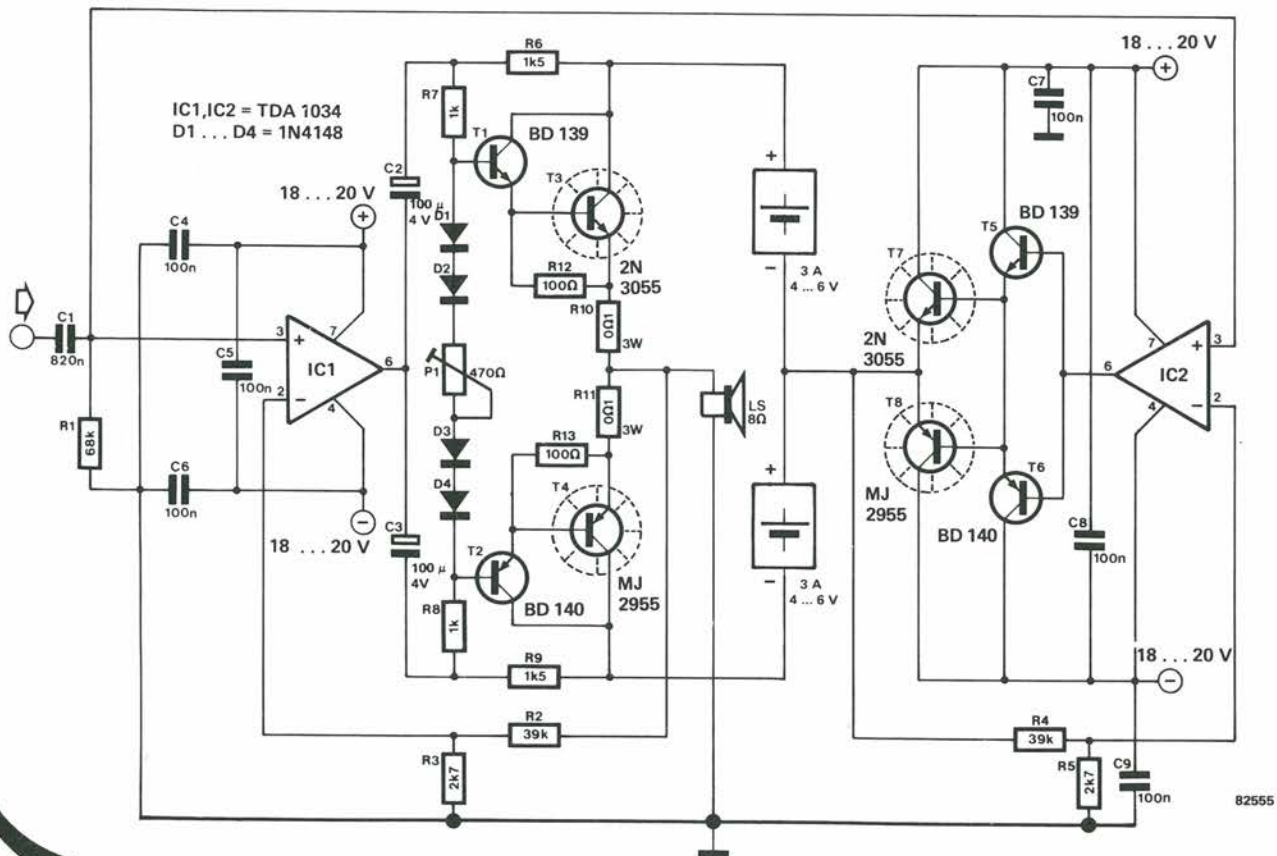 IC1,IC2 = TDA 1034
D1 . . . D4 = 1N4148
C1
820n
R1
68k
C4
100n
C5
100n
C6
100n
18 . . . 20 V
+
3
+
7
IC1
6
2
−
4
−
18 . . . 20 V
C2
100 µ
4 V
C3
100 µ
4V
R6
1k5
R7
1k
T1
BD 139
D1
D2
P1
470Ω
D3
D4
T3
2N
3055
R12
100Ω
R10
0Ω1
3W
R11
0Ω1
3W
R13
100Ω
T4
MJ
2955
T2
BD 140
R8
1k
R9
1k5
R2
39k
R3
2k7
LS
8Ω
+
−
3 A
4 ... 6 V
+
−
3 A
4 ... 6 V
18 . . . 20 V
+
C7
100n
T5
BD 139
T7
2N
3055
T8
MJ
2955
T6
BD 140
C8
100n
7
+
3
6
IC2
4
−
2
18 . . . 20 V
−
R4
39k
R5
2k7
C9
100n
82555